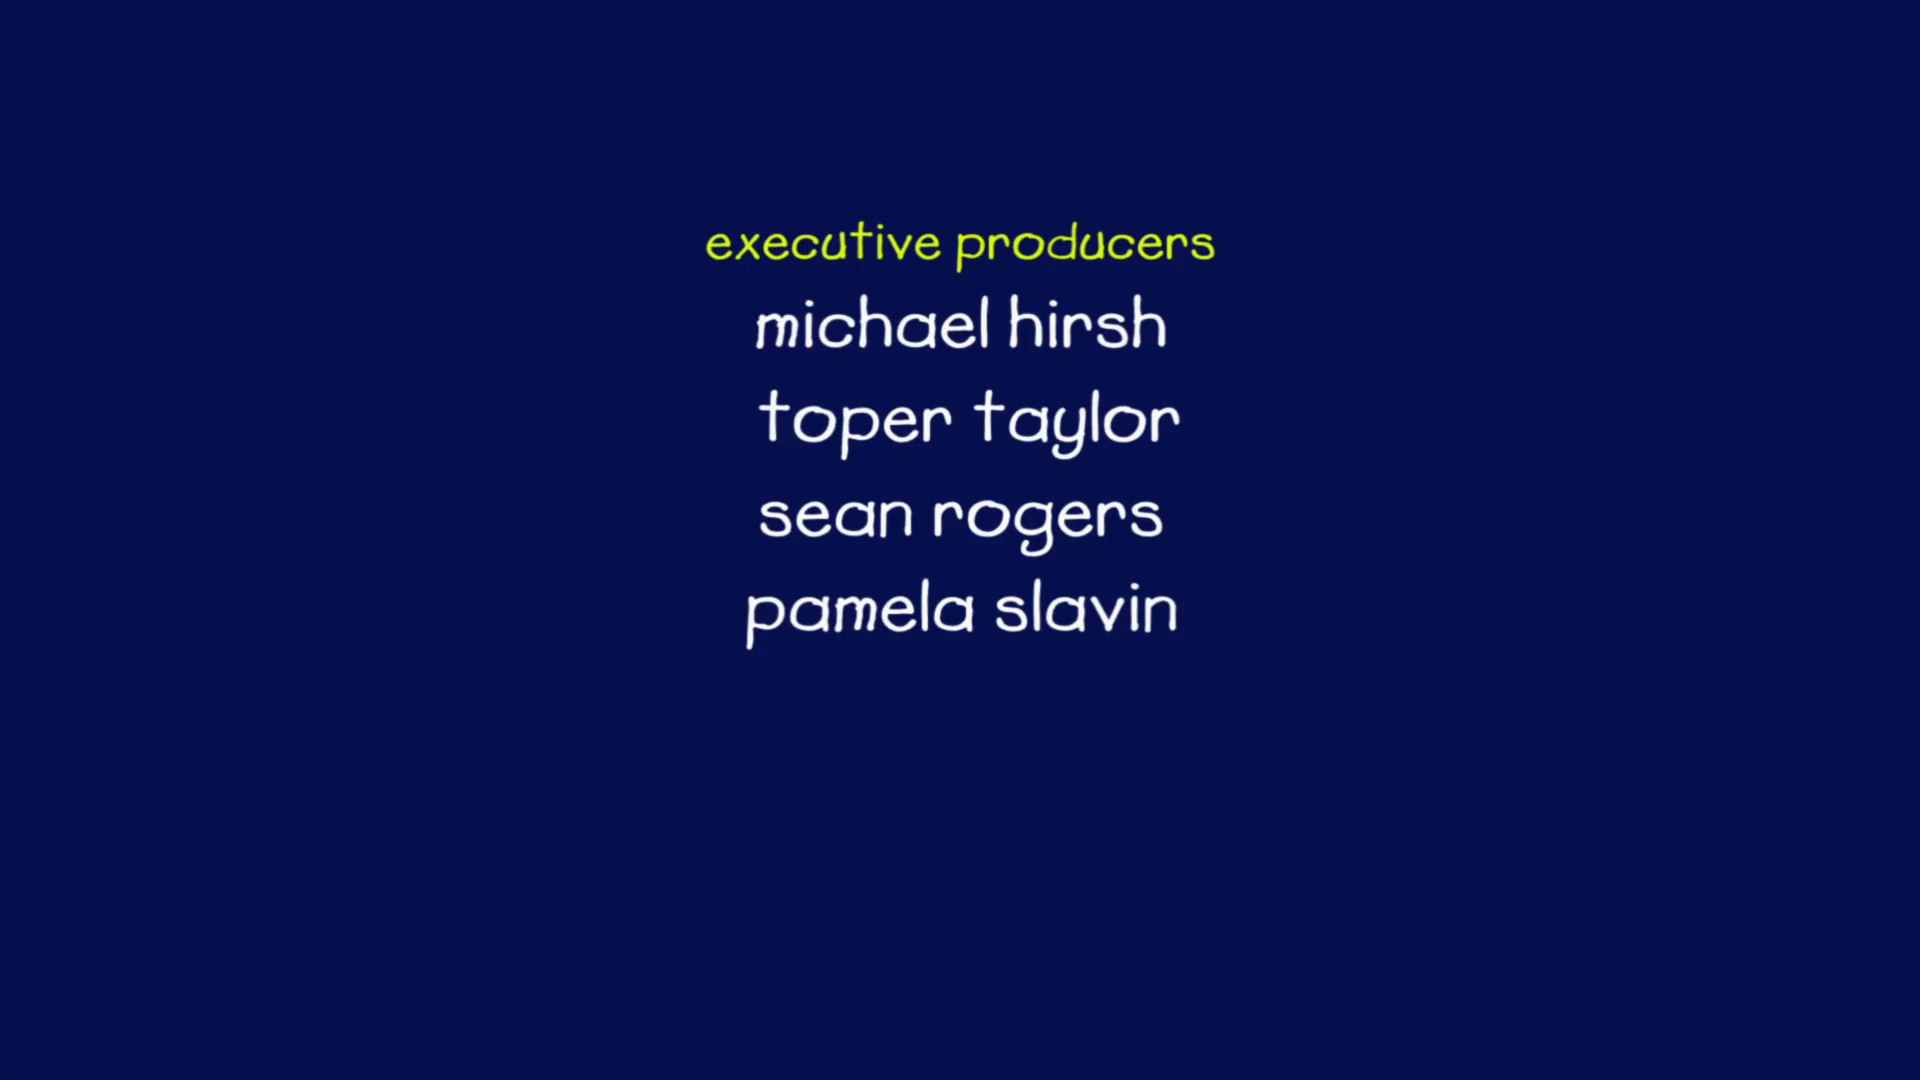 executive producers
michael hirsh
toper taylor
sean rogers
pamela slavin